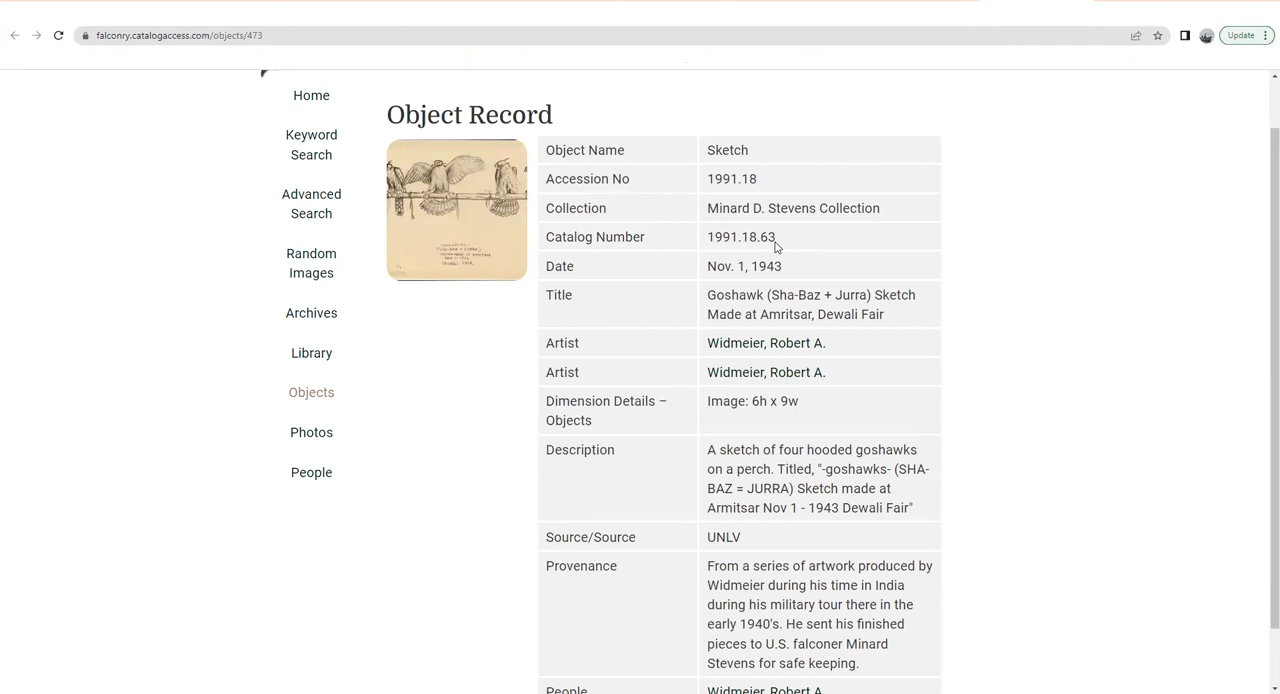 falconry.catalogaccess.com/objects/473
Update
Home
Keyword
Search
Advanced
Search
Random
Images
Archives
Library
Objects
Photos
People
Object Record
Object Name
Sketch
Accession No
1991.18
Collection
Minard D. Stevens Collection
Catalog Number
1991.18.63
Date
Nov. 1, 1943
Title
Goshawk (Sha-Baz + Jurra) Sketch
Made at Amritsar, Dewali Fair
Artist
Widmeier, Robert A.
Artist
Widmeier, Robert A.
Dimension Details –
Objects
Image: 6h x 9w
Description
A sketch of four hooded goshawks
on a perch. Titled, "-goshawks- (SHA-
BAZ = JURRA) Sketch made at
Armitsar Nov 1 - 1943 Dewali Fair"
Source/Source
UNLV
Provenance
From a series of artwork produced by
Widmeier during his time in India
during his military tour there in the
early 1940's. He sent his finished
pieces to U.S. falconer Minard
Stevens for safe keeping.
People
Widmeier, Robert A.